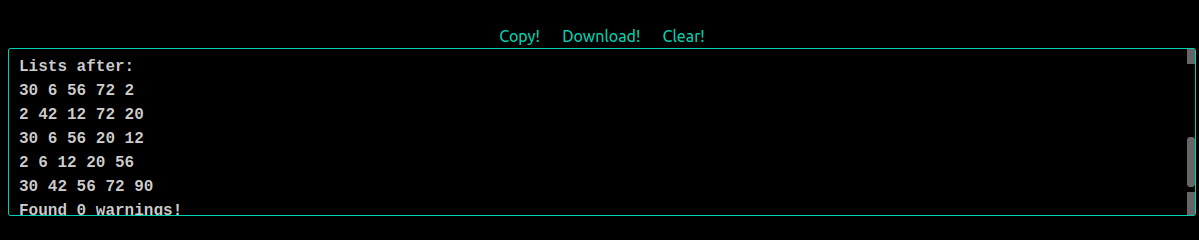 Copy! Download! Clear!
Lists after:
30 6 56 72 2
2 42 12 72 20
30 6 56 20 12
2 6 12 20 56
30 42 56 72 90
Found 0 warnings!